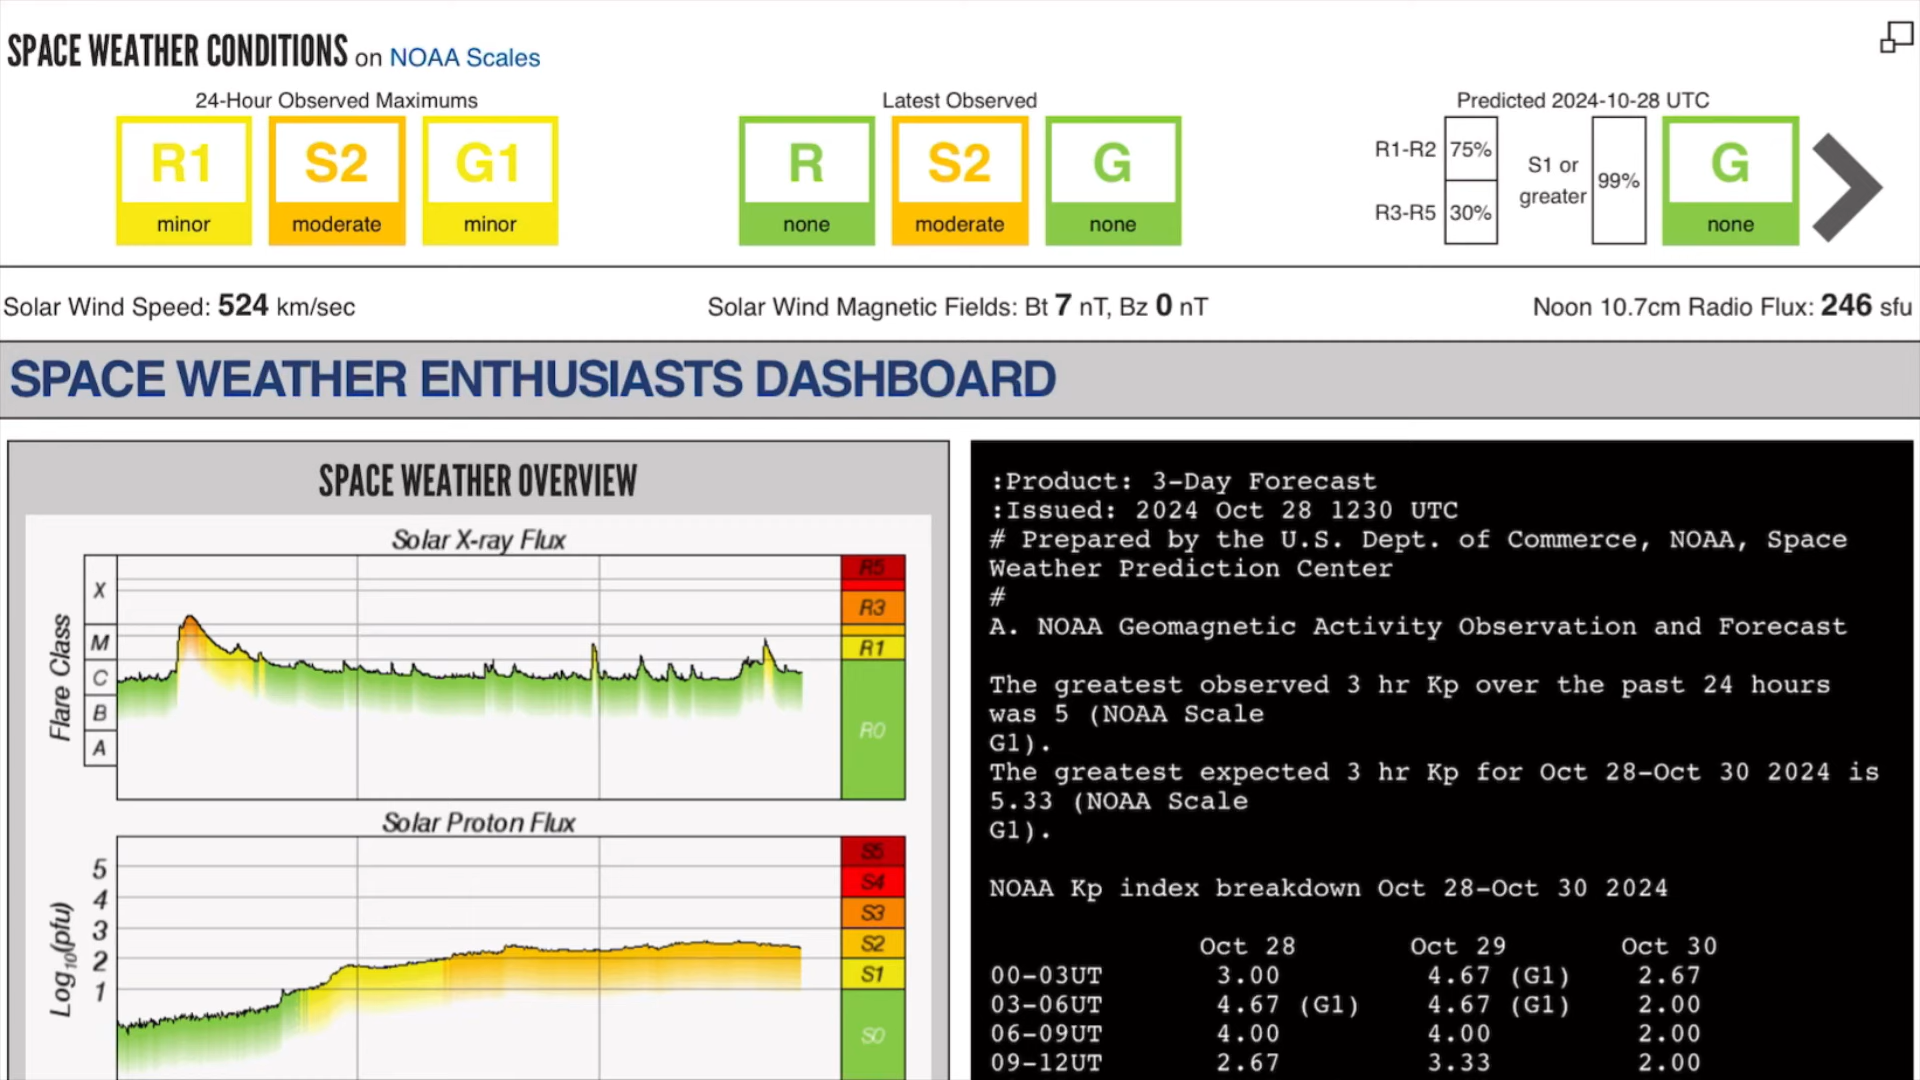 SPACE WEATHER CONDITIONS on NOAA Scales
24-Hour Observed Maximums
R1
minor
S2
moderate
G1
minor
Latest Observed
R
none
S2
moderate
G
none
Predicted 2024-10-28 UTC
R1-R2 75%
R3-R5 30%
S1 or
greater
99%
G
none
Solar Wind Speed: 524 km/sec
Solar Wind Magnetic Fields: Bt 7 nT, Bz 0 nT
Noon 10.7cm Radio Flux: 246 sfu
SPACE WEATHER ENTHUSIASTS DASHBOARD
SPACE WEATHER OVERVIEW
Solar X-ray Flux
Flare Class
X
M
C
B
A
R5
R3
R1
R0
Solar Proton Flux
Log10(pfu)
5
4
3
2
1
S5
S4
S3
S2
S1
S0
:Product: 3-Day Forecast
:Issued: 2024 Oct 28 1230 UTC
# Prepared by the U.S. Dept. of Commerce, NOAA, Space
Weather Prediction Center
#
A. NOAA Geomagnetic Activity Observation and Forecast
The greatest observed 3 hr Kp over the past 24 hours
was 5 (NOAA Scale
G1).
The greatest expected 3 hr Kp for Oct 28-Oct 30 2024 is
5.33 (NOAA Scale
G1).
NOAA Kp index breakdown Oct 28-Oct 30 2024
Oct 28 Oct 29 Oct 30
00-03UT 3.00 4.67 (G1) 2.67
03-06UT 4.67 (G1) 4.67 (G1) 2.00
06-09UT 4.00 4.00 2.00
09-12UT 2.67 3.33 2.00